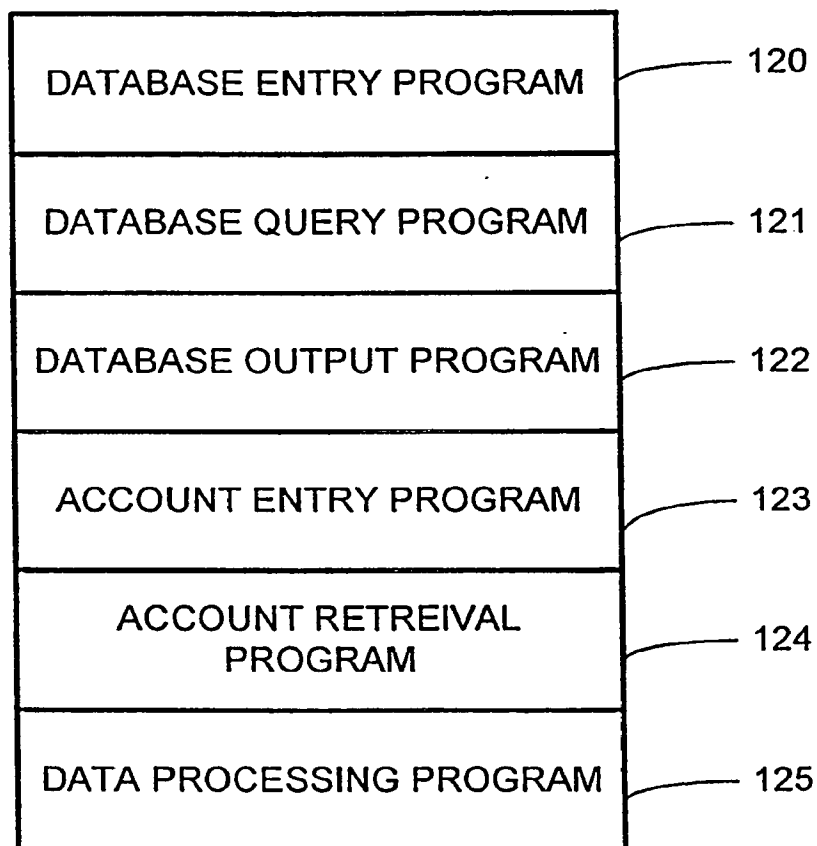 DATABASE ENTRY PROGRAM 120
DATABASE QUERY PROGRAM 121
DATABASE OUTPUT PROGRAM 122
ACCOUNT ENTRY PROGRAM 123
ACCOUNT RETREIVAL
PROGRAM 124
DATA PROCESSING PROGRAM 125